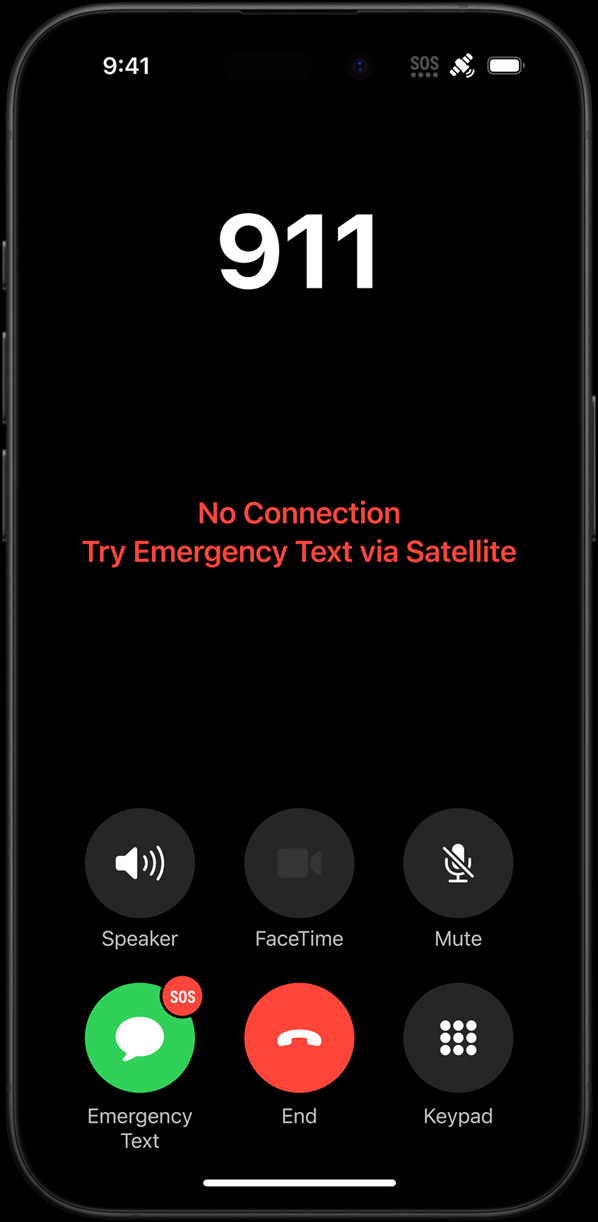 9:41
SOS
911
No Connection
Try Emergency Text via Satellite
Speaker
FaceTime
Mute
SOS
Emergency
Text
End
Keypad